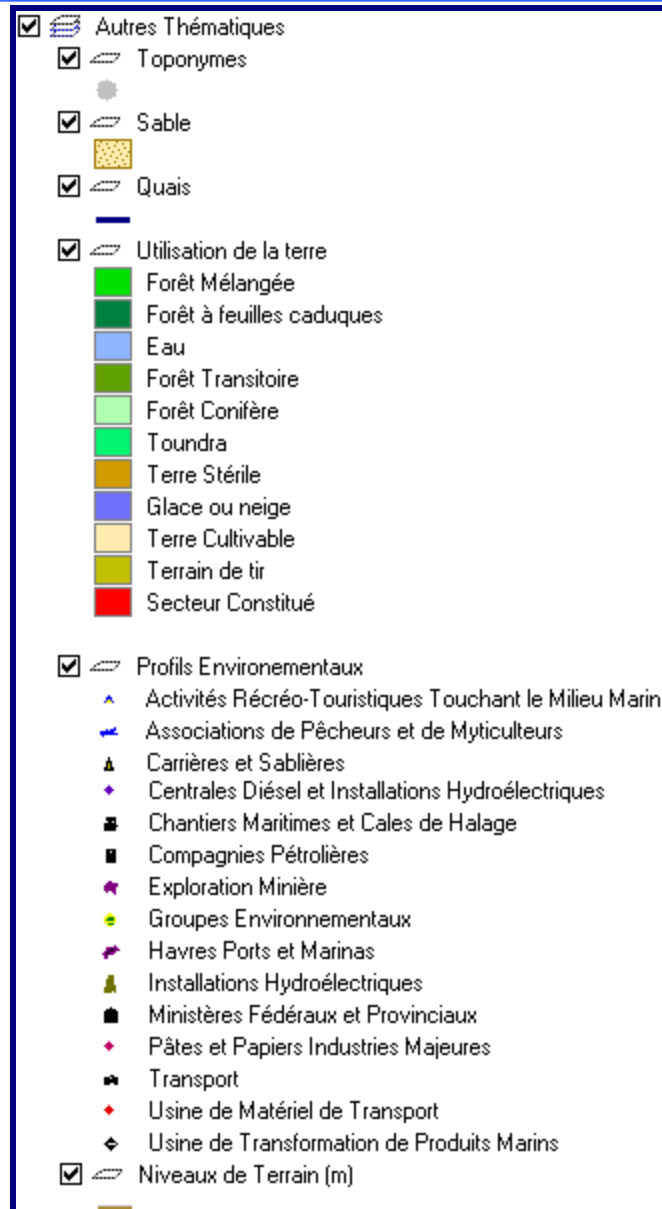 Autres Thématiques
Toponymes
Sable
Quais
Utilisation de la terre
Forêt Mélangée
Forêt à feuilles caduques
Eau
Forêt Transitoire
Forêt Conifère
Toundra
Terre Stérile
Glace ou neige
Terre Cultivable
Terrain de tir
Secteur Constitué
Profils Environementaux
Activités Récréo-Touristiques Touchant le Milieu Marin
Associations de Pêcheurs et de Myticulteurs
Carrières et Sablières
Centrales Diésel et Installations Hydroélectriques
Chantiers Maritimes et Cales de Halage
Compagnies Pétrolières
Exploration Minière
Groupes Environnementaux
Havres Ports et Marinas
Installations Hydroélectriques
Ministères Fédéraux et Provinciaux
Pâtes et Papiers Industries Majeures
Transport
Usine de Matériel de Transport
Usine de Transformation de Produits Marins
Niveaux de Terrain (m)